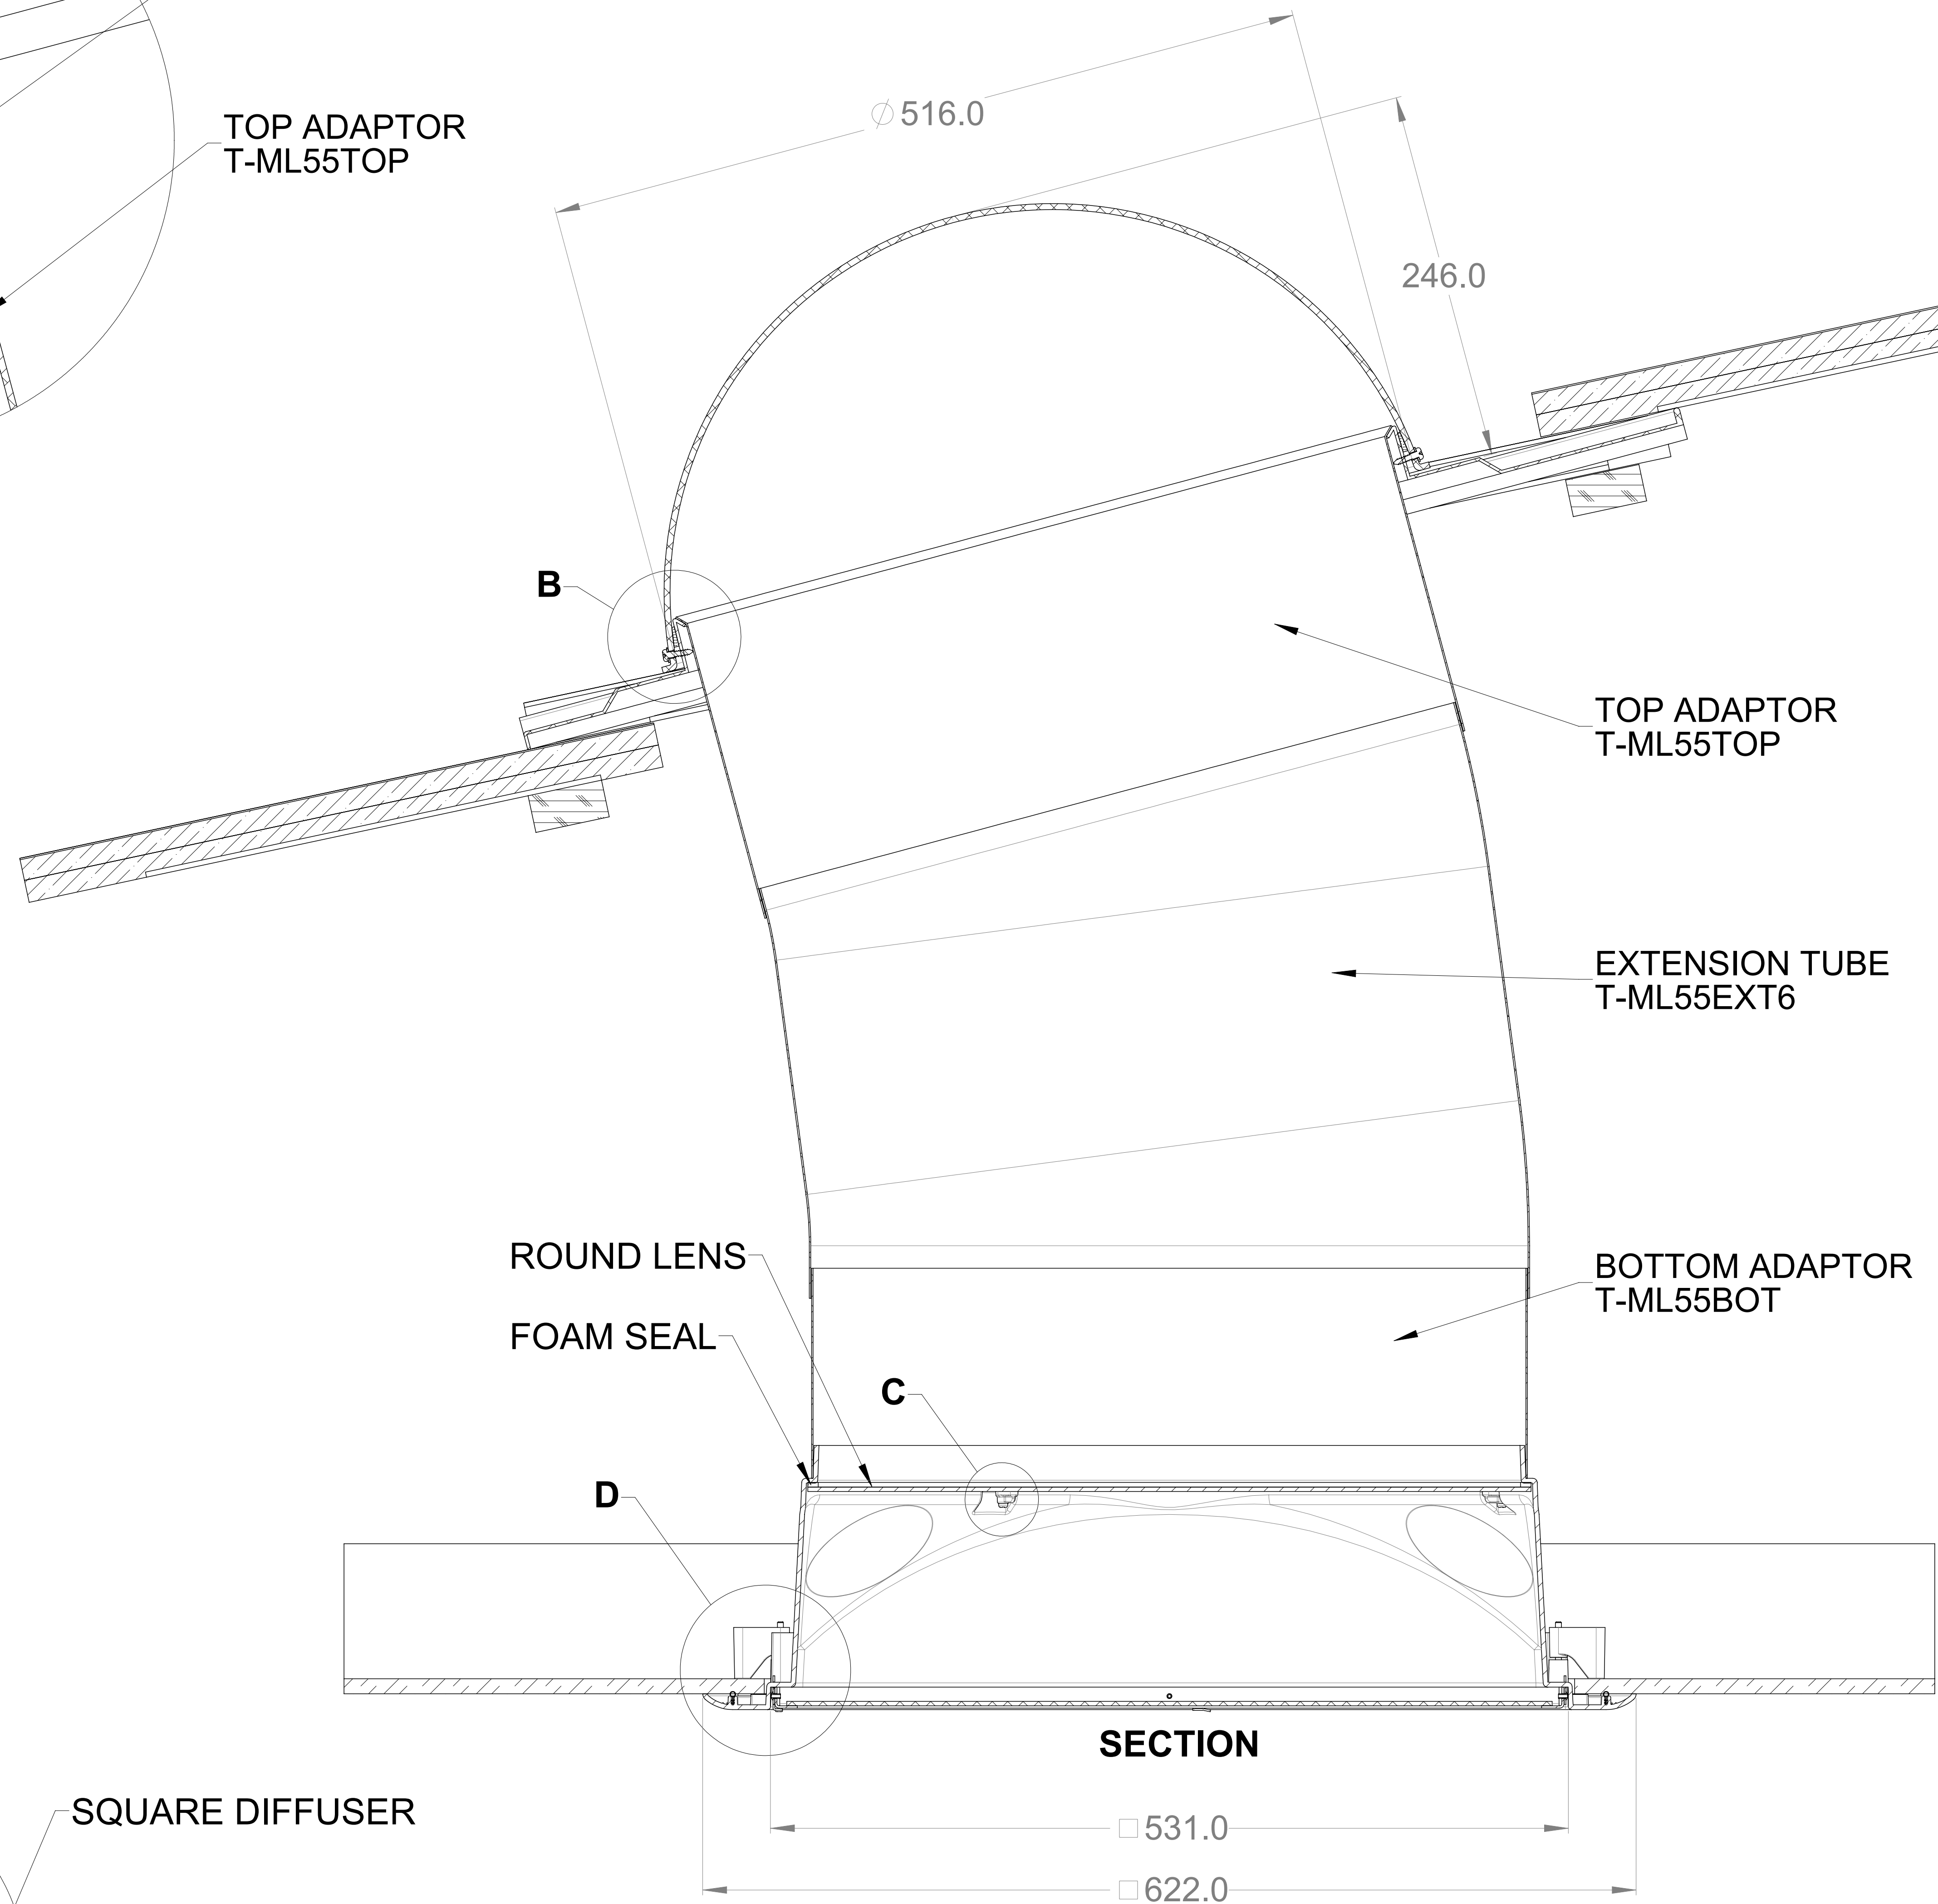 TOP ADAPTOR
T-ML55TOP
⌀ 516.0
246.0
B
TOP ADAPTOR
T-ML55TOP
EXTENSION TUBE
T-ML55EXT6
ROUND LENS
FOAM SEAL
BOTTOM ADAPTOR
T-ML55BOT
C
D
SECTION
SQUARE DIFFUSER
□ 531.0
□ 622.0